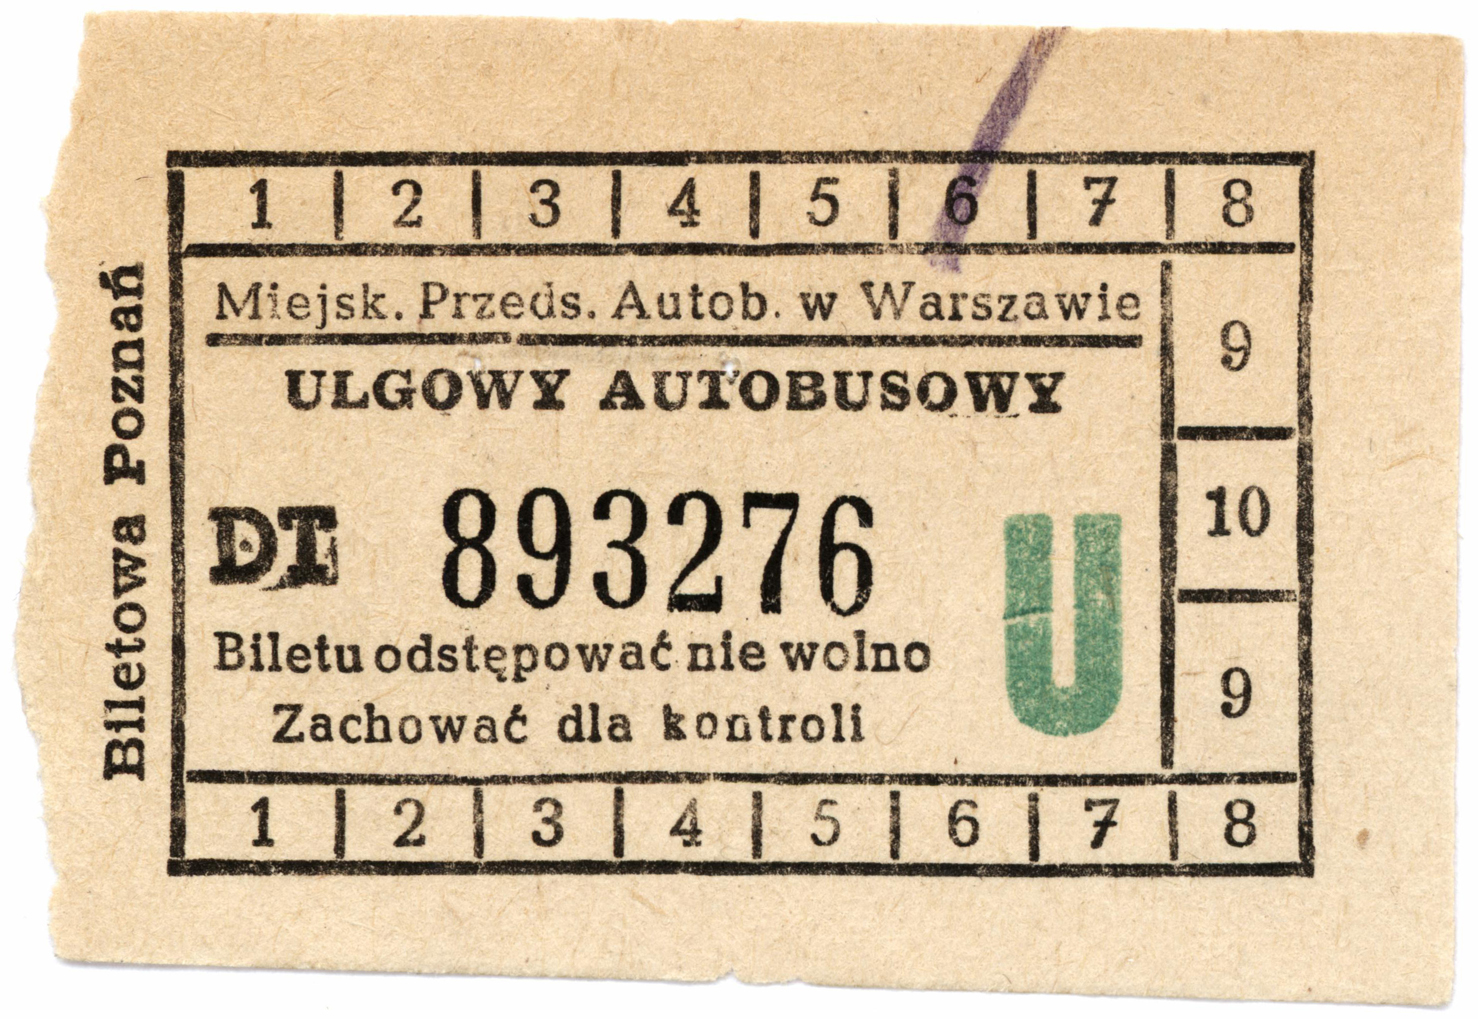 1 | 2 | 3 | 4 | 5 | 6 | 7 | 8
Miejsk. Przeds. Autob. w Warszawie
9
ULGOWY AUTOBUSOWY
DT 893276 U
10
Biletu odstępować nie wolno
9
Zachować dla kontroli
1 | 2 | 3 | 4 | 5 | 6 | 7 | 8
Biletowa Poznań